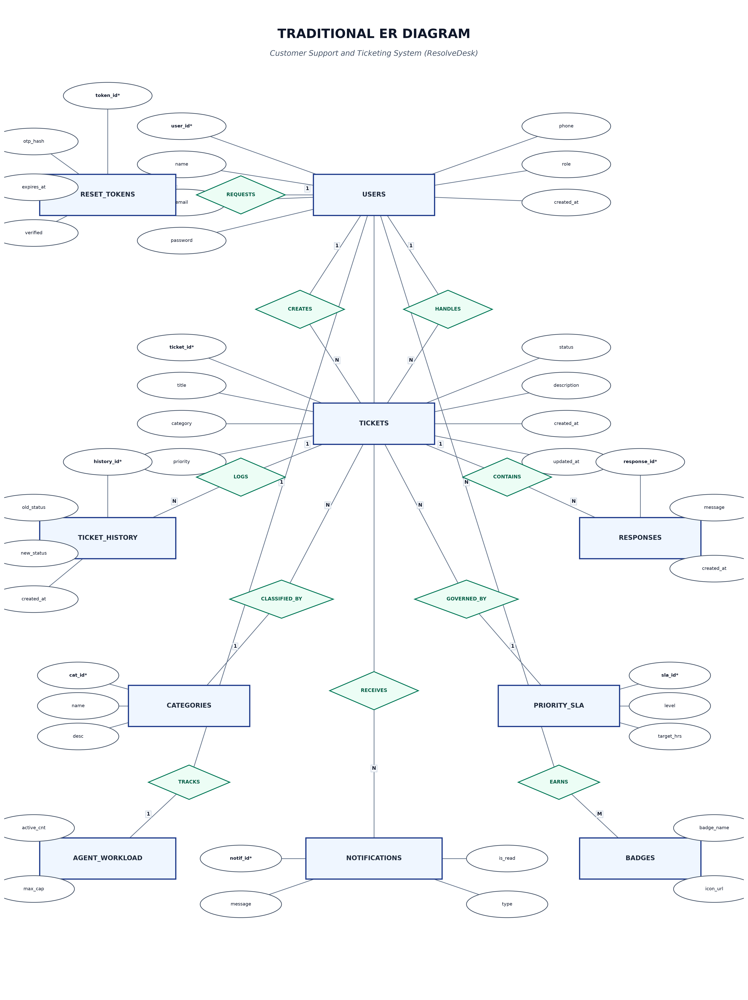 TRADITIONAL ER DIAGRAM
Customer Support and Ticketing System (ResolveDesk)
token_id*
user_id*
phone
otp_hash
name
role
expires_at
RESET_TOKENS
REQUESTS
1
USERS
email
created_at
verified
password
1
1
CREATES
HANDLES
ticket_id*
status
N
N
title
description
category
TICKETS
created_at
1
1
history_id*
priority
updated_at
response_id*
LOGS
CONTAINS
1
N
N
N
N
N
old_status
message
TICKET_HISTORY
RESPONSES
new_status
created_at
created_at
CLASSIFIED_BY
GOVERNED_BY
1
1
cat_id*
sla_id*
RECEIVES
name
CATEGORIES
PRIORITY_SLA
level
desc
target_hrs
N
TRACKS
EARNS
1
M
active_cnt
badge_name
AGENT_WORKLOAD
notif_id*
NOTIFICATIONS
is_read
BADGES
max_cap
icon_url
message
type